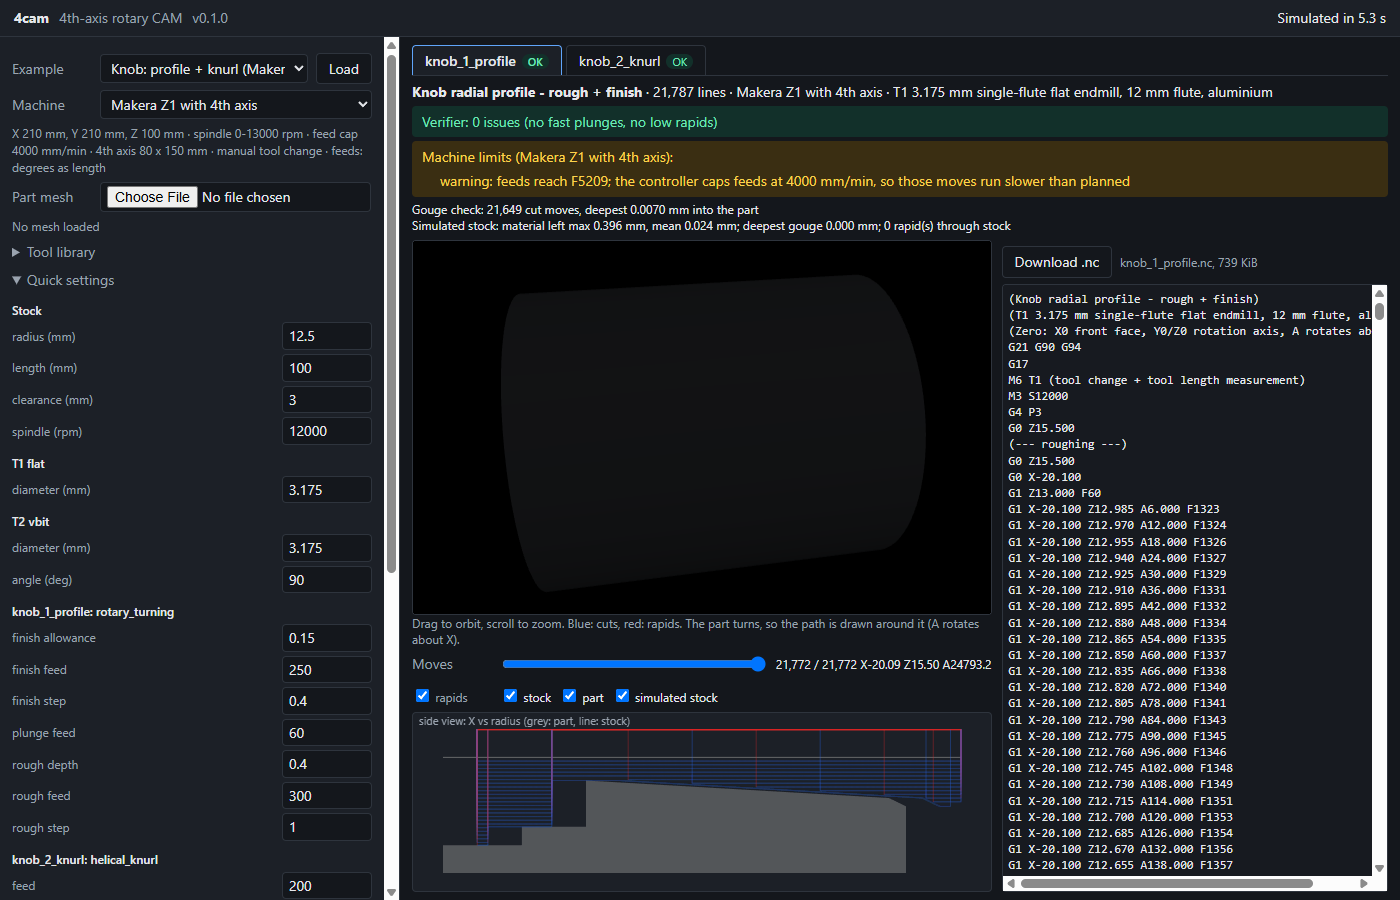 4cam 4th-axis rotary CAM v0.1.0
Simulated in 5.3 s
Example
Knob: profile + knurl (Maker
Load
Machine
Makera Z1 with 4th axis
X 210 mm, Y 210 mm, Z 100 mm · spindle 0-13000 rpm · feed cap
4000 mm/min · 4th axis 80 x 150 mm · manual tool change · feeds:
degrees as length
Part mesh
Choose File No file chosen
No mesh loaded
Tool library
Quick settings
Stock
radius (mm) 12.5
length (mm) 100
clearance (mm) 3
spindle (rpm) 12000
T1 flat
diameter (mm) 3.175
T2 vbit
diameter (mm) 3.175
angle (deg) 90
knob_1_profile: rotary_turning
finish allowance 0.15
finish feed 250
finish step 0.4
plunge feed 60
rough depth 0.4
rough feed 300
rough step 1
knob_2_knurl: helical_knurl
feed 200
knob_1_profile OK
knob_2_knurl OK
Knob radial profile - rough + finish · 21,787 lines · Makera Z1 with 4th axis · T1 3.175 mm single-flute flat endmill, 12 mm flute, aluminium
Verifier: 0 issues (no fast plunges, no low rapids)
Machine limits (Makera Z1 with 4th axis):
warning: feeds reach F5209; the controller caps feeds at 4000 mm/min, so those moves run slower than planned
Gouge check: 21,649 cut moves, deepest 0.0070 mm into the part
Simulated stock: material left max 0.396 mm, mean 0.024 mm; deepest gouge 0.000 mm; 0 rapid(s) through stock
Drag to orbit, scroll to zoom. Blue: cuts, red: rapids. The part turns, so the path is drawn around it (A rotates
about X).
Moves
21,772 / 21,772 X-20.09 Z15.50 A24793.2
rapids
stock
part
simulated stock
side view: X vs radius (grey: part, line: stock)
Download .nc
knob_1_profile.nc, 739 KiB
(Knob radial profile - rough + finish)
(T1 3.175 mm single-flute flat endmill, 12 mm flute, al
(Zero: X0 front face, Y0/Z0 rotation axis, A rotates ab
G21 G90 G94
G17
M6 T1 (tool change + tool length measurement)
M3 S12000
G4 P3
G0 Z15.500
(--- roughing ---)
G0 Z15.500
G0 X-20.100
G1 Z13.000 F60
G1 X-20.100 Z12.985 A6.000 F1323
G1 X-20.100 Z12.970 A12.000 F1324
G1 X-20.100 Z12.955 A18.000 F1326
G1 X-20.100 Z12.940 A24.000 F1327
G1 X-20.100 Z12.925 A30.000 F1329
G1 X-20.100 Z12.910 A36.000 F1331
G1 X-20.100 Z12.895 A42.000 F1332
G1 X-20.100 Z12.880 A48.000 F1334
G1 X-20.100 Z12.865 A54.000 F1335
G1 X-20.100 Z12.850 A60.000 F1337
G1 X-20.100 Z12.835 A66.000 F1338
G1 X-20.100 Z12.820 A72.000 F1340
G1 X-20.100 Z12.805 A78.000 F1341
G1 X-20.100 Z12.790 A84.000 F1343
G1 X-20.100 Z12.775 A90.000 F1345
G1 X-20.100 Z12.760 A96.000 F1346
G1 X-20.100 Z12.745 A102.000 F1348
G1 X-20.100 Z12.730 A108.000 F1349
G1 X-20.100 Z12.715 A114.000 F1351
G1 X-20.100 Z12.700 A120.000 F1353
G1 X-20.100 Z12.685 A126.000 F1354
G1 X-20.100 Z12.670 A132.000 F1356
G1 X-20.100 Z12.655 A138.000 F1357